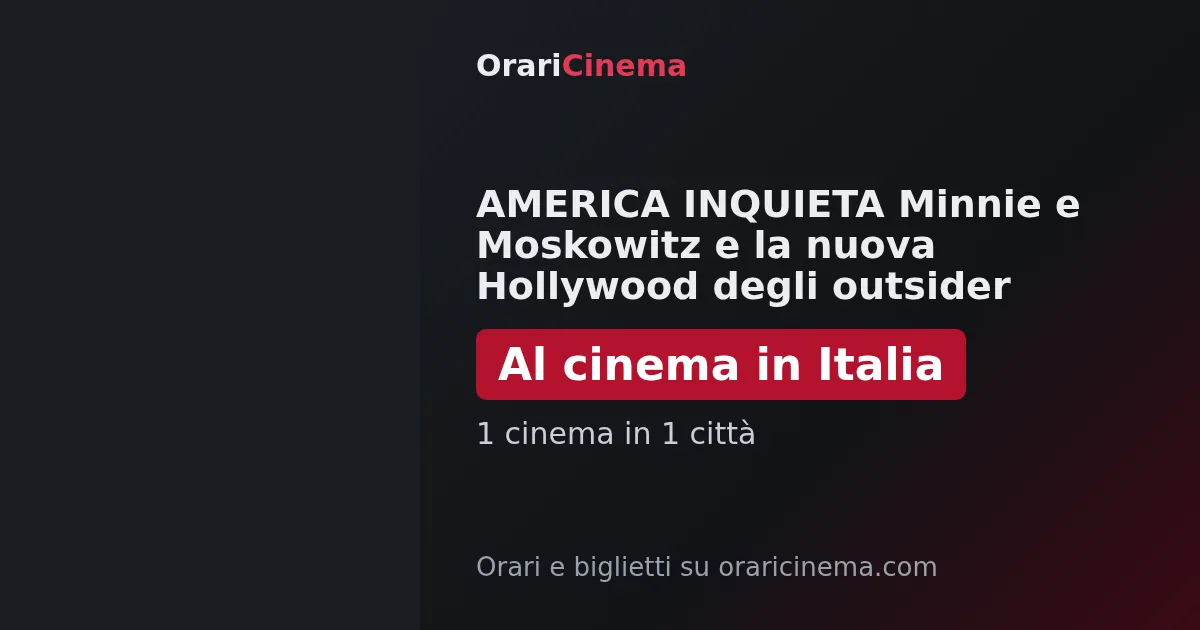 OrariCinema
AMERICA INQUIETA Minnie e
Moskowitz e la nuova
Hollywood degli outsider
Al cinema in Italia
1 cinema in 1 città
Orari e biglietti su oraricinema.com